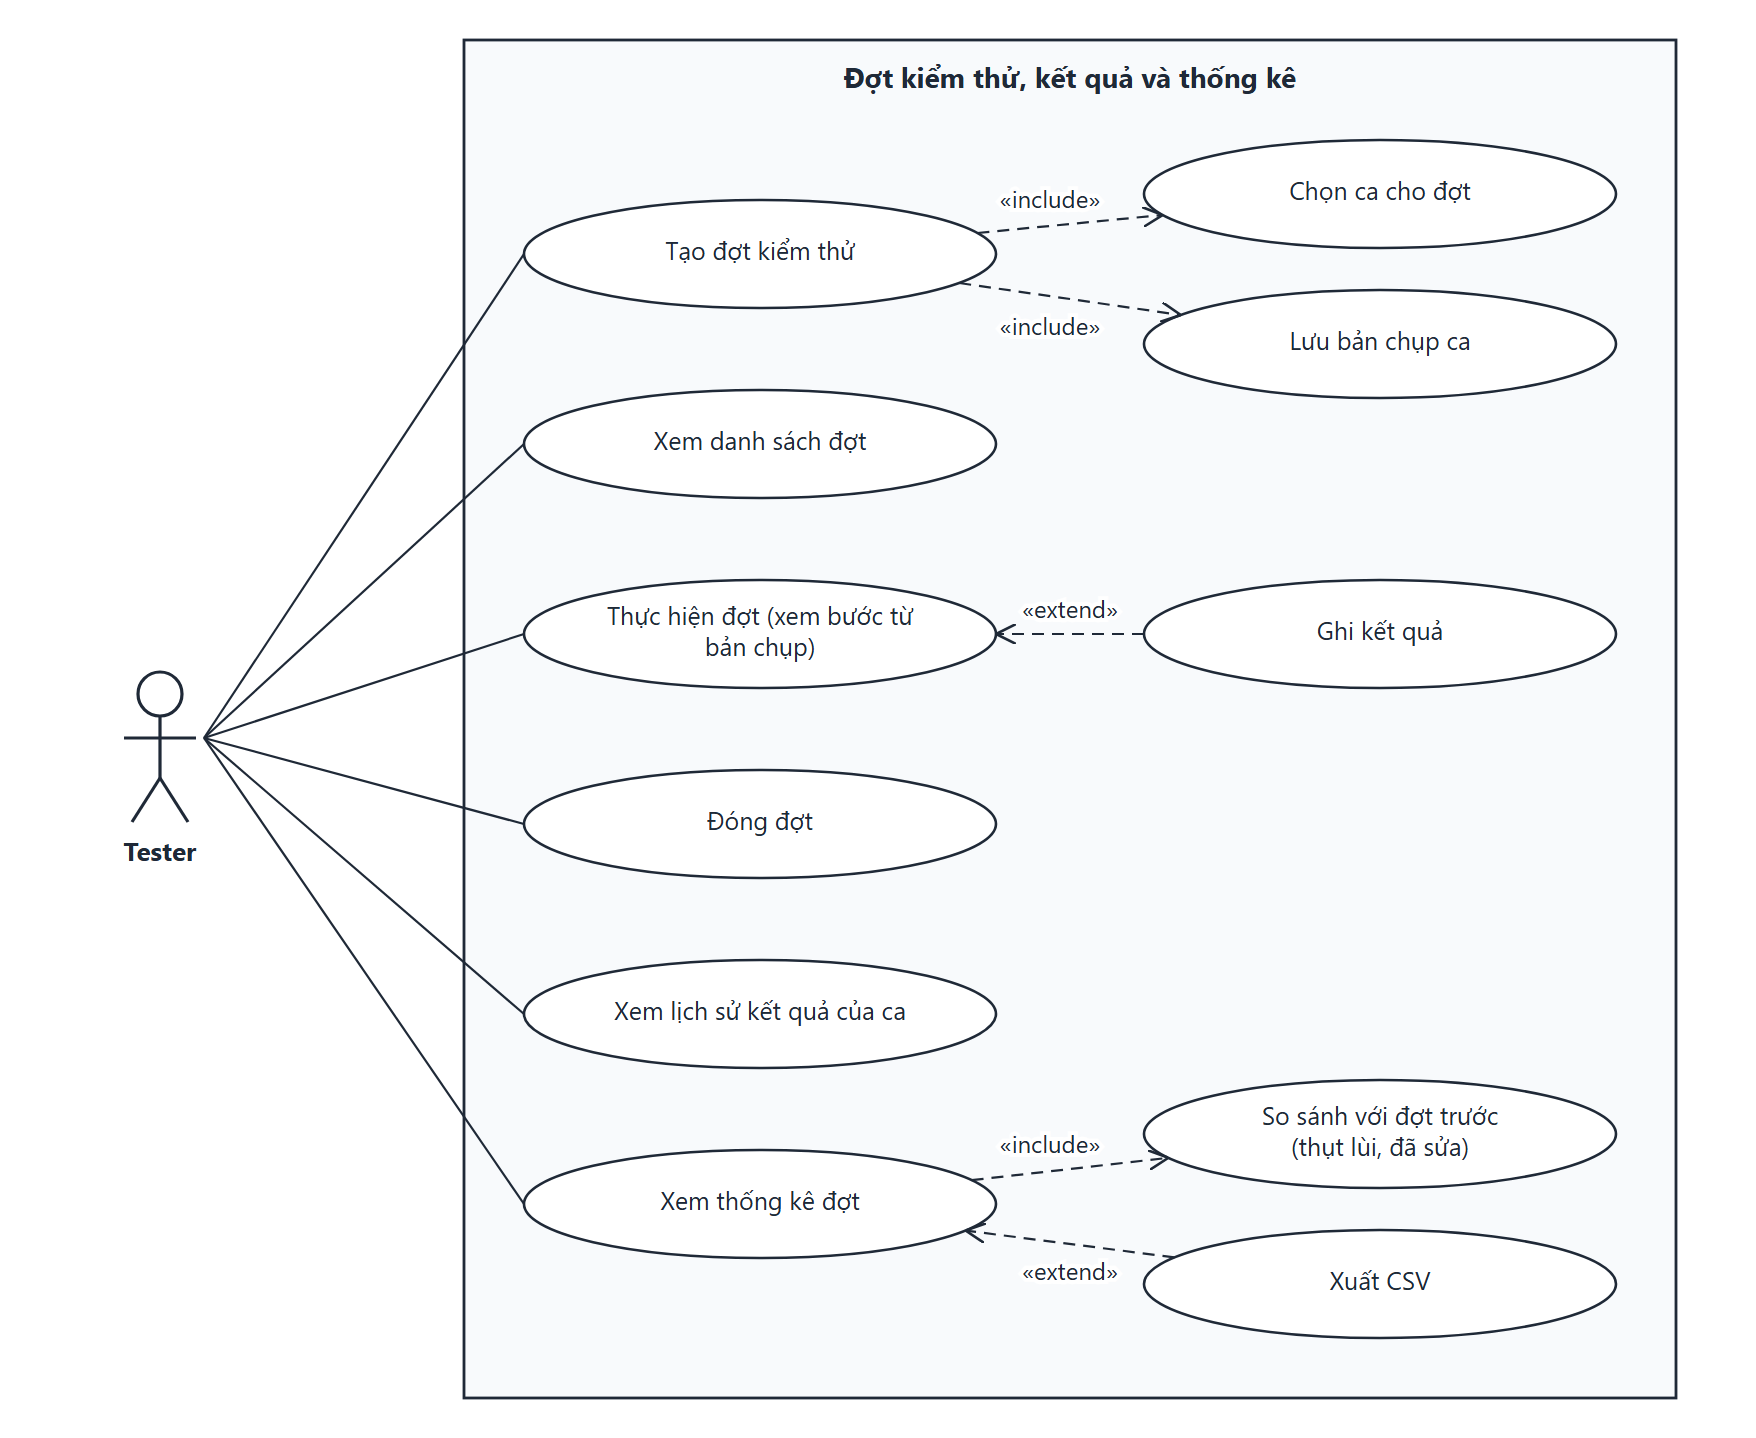 Đợt kiểm thử, kết quả và thống kê
«include»
Chọn ca cho đợt
Tạo đợt kiểm thử
«include»
Lưu bản chụp ca
Xem danh sách đợt
Thực hiện đợt (xem bước từ
bản chụp)
«extend»
Ghi kết quả
Đóng đợt
Tester
Xem lịch sử kết quả của ca
So sánh với đợt trước
(thụt lùi, đã sửa)
«include»
Xem thống kê đợt
«extend»
Xuất CSV